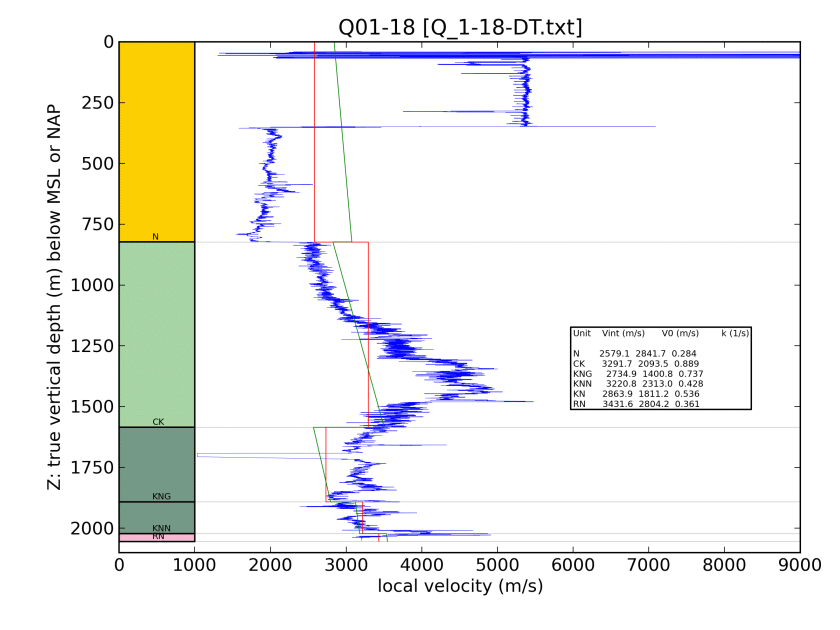 Q01-18 [Q_1-18-DT.txt]
0
250
500
750
1000
1250
1500
1750
2000
Z: true vertical depth (m) below MSL or NAP
N
CK
KNG
KNN
RN
Unit Vint (m/s) V0 (m/s) k (1/s)
N 2579.1 2841.7 0.284
CK 3291.7 2093.5 0.889
KNG 2734.9 1400.8 0.737
KNN 3220.8 2313.0 0.428
KN 2863.9 1811.2 0.536
RN 3431.6 2804.2 0.361
0 1000 2000 3000 4000 5000 6000 7000 8000 9000
local velocity (m/s)